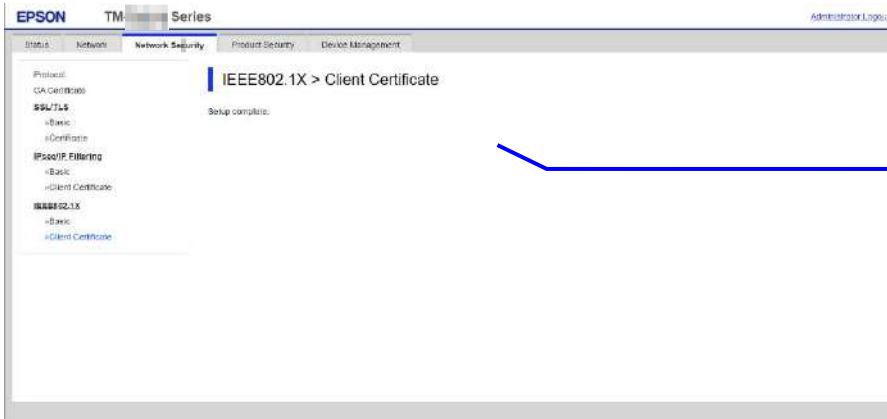 EPSON TM- Series
Administrator Logout
Status Network Network Security Product Security Device Management
Protocol
CA Certificate
SSL/TLS
»Basic
»Certificate
IPsec/IP Filtering
»Basic
»Client Certificate
IEEE802.1X
»Basic
»Client Certificate
IEEE802.1X > Client Certificate
Setup complete.